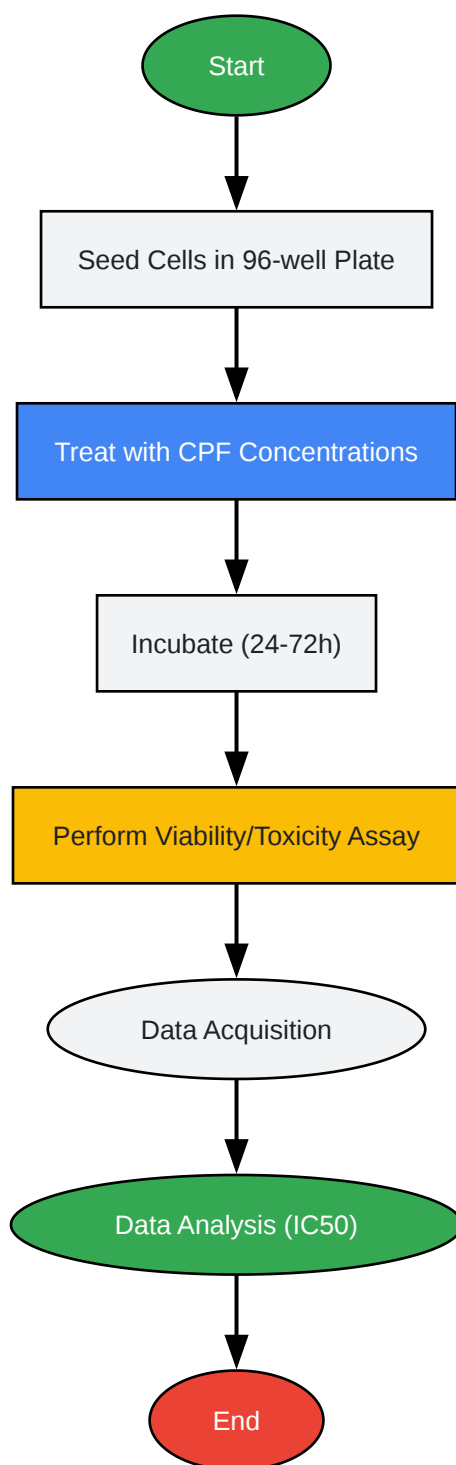 Start
Seed Cells in 96-well Plate
Treat with CPF Concentrations
Incubate (24-72h)
Perform Viability/Toxicity Assay
Data Acquisition
Data Analysis (IC50)
End